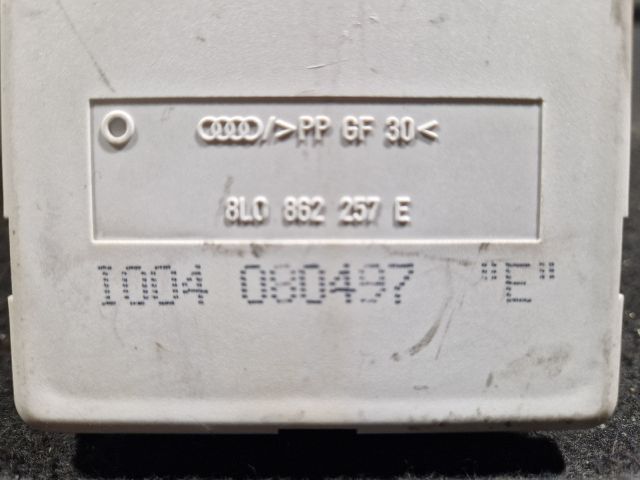 />PP GF 30<
8L0 862 257 E
1004 080497 "E"